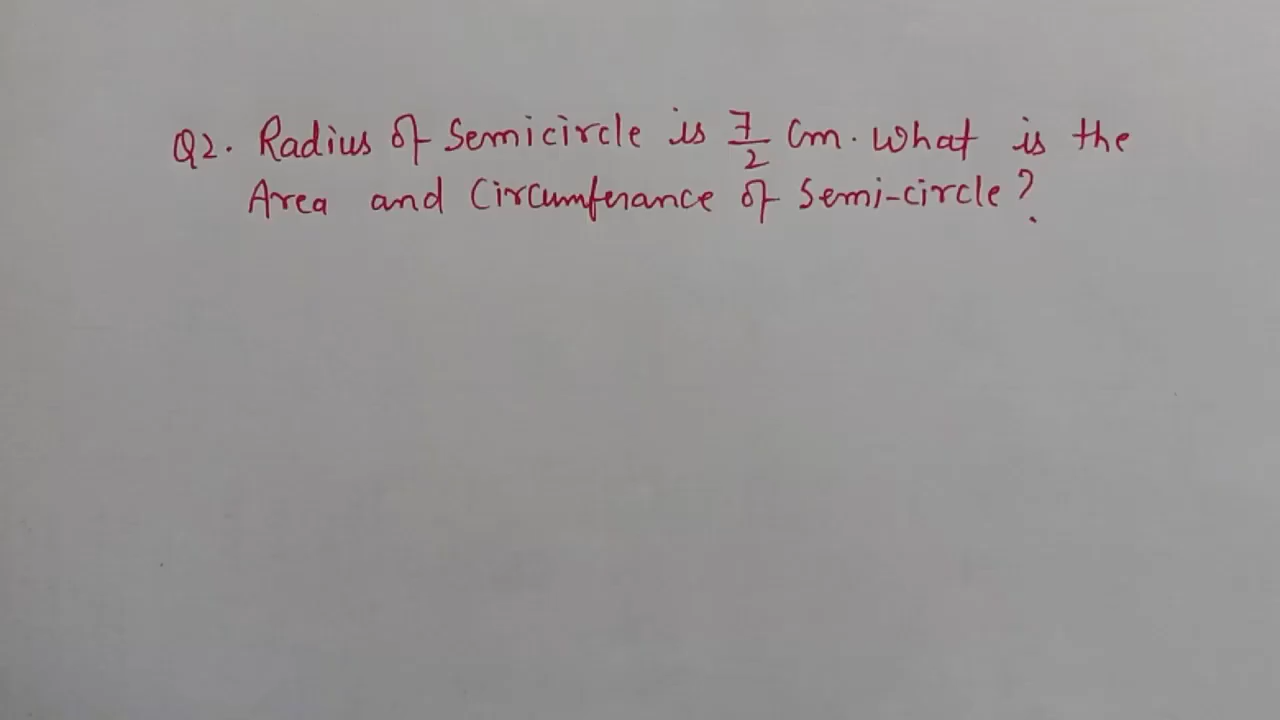 Q2. Radius of Semicircle is 7/2 Cm. What is the
Area and Circumferance of Semi-circle?